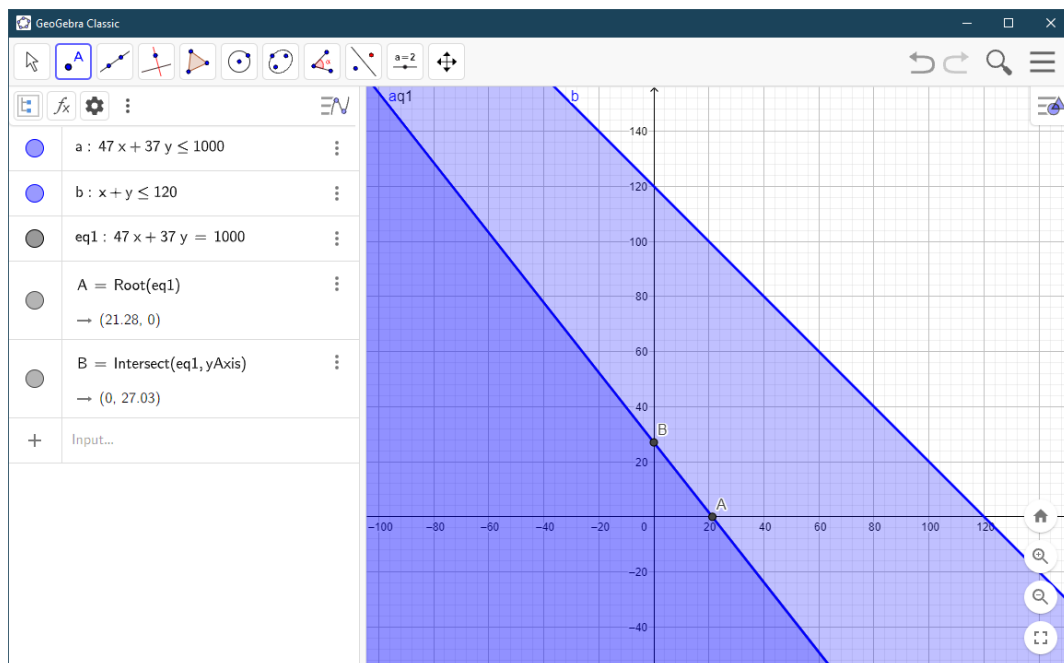 GeoGebra Classic
A
a=2
a : 47 x + 37 y ≤ 1000
b : x + y ≤ 120
eq1 : 47 x + 37 y = 1000
A = Root(eq1)
→ (21.28, 0)
B = Intersect(eq1, yAxis)
→ (0, 27.03)
+ Input...
aq1
b
140
120
100
80
60
40
B
20
A
−100 −80 −60 −40 −20 0 20 40 60 80 100 120
−20
−40